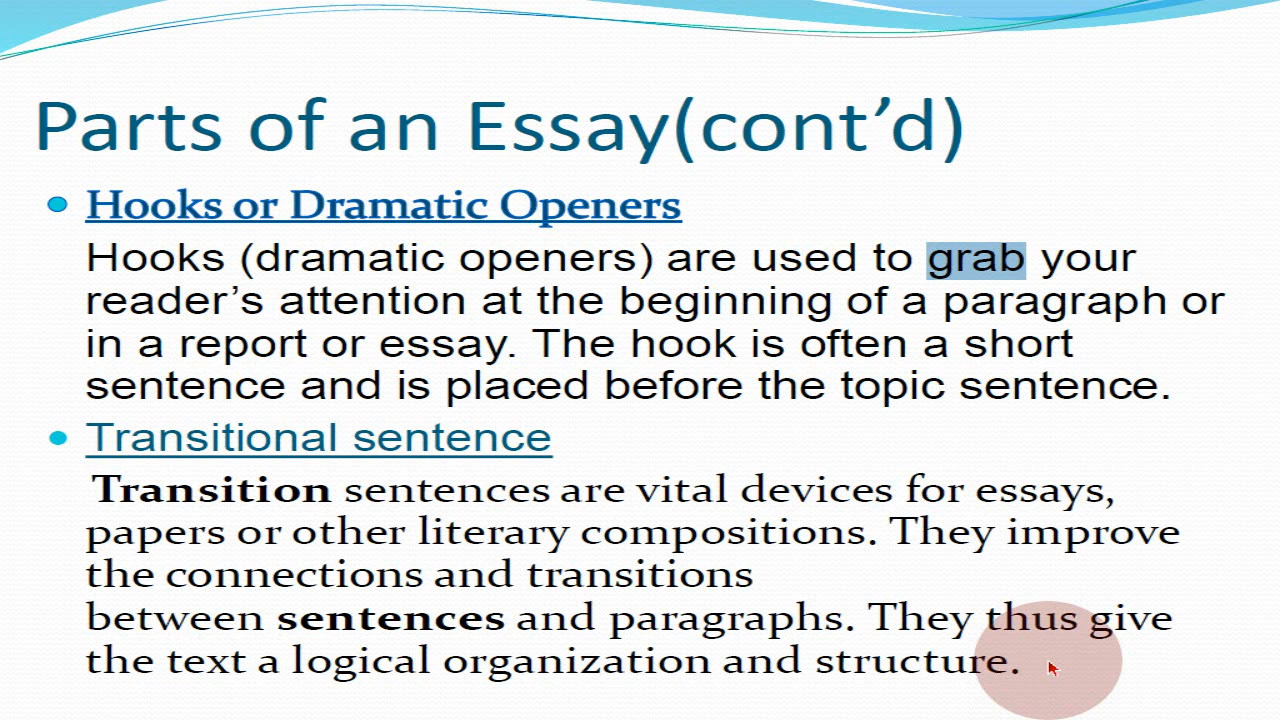 Parts of an Essay(cont’d)
Hooks or Dramatic Openers
Hooks (dramatic openers) are used to grab your
reader’s attention at the beginning of a paragraph or
in a report or essay. The hook is often a short
sentence and is placed before the topic sentence.
Transitional sentence
Transition sentences are vital devices for essays,
papers or other literary compositions. They improve
the connections and transitions
between sentences and paragraphs. They thus give
the text a logical organization and structure.